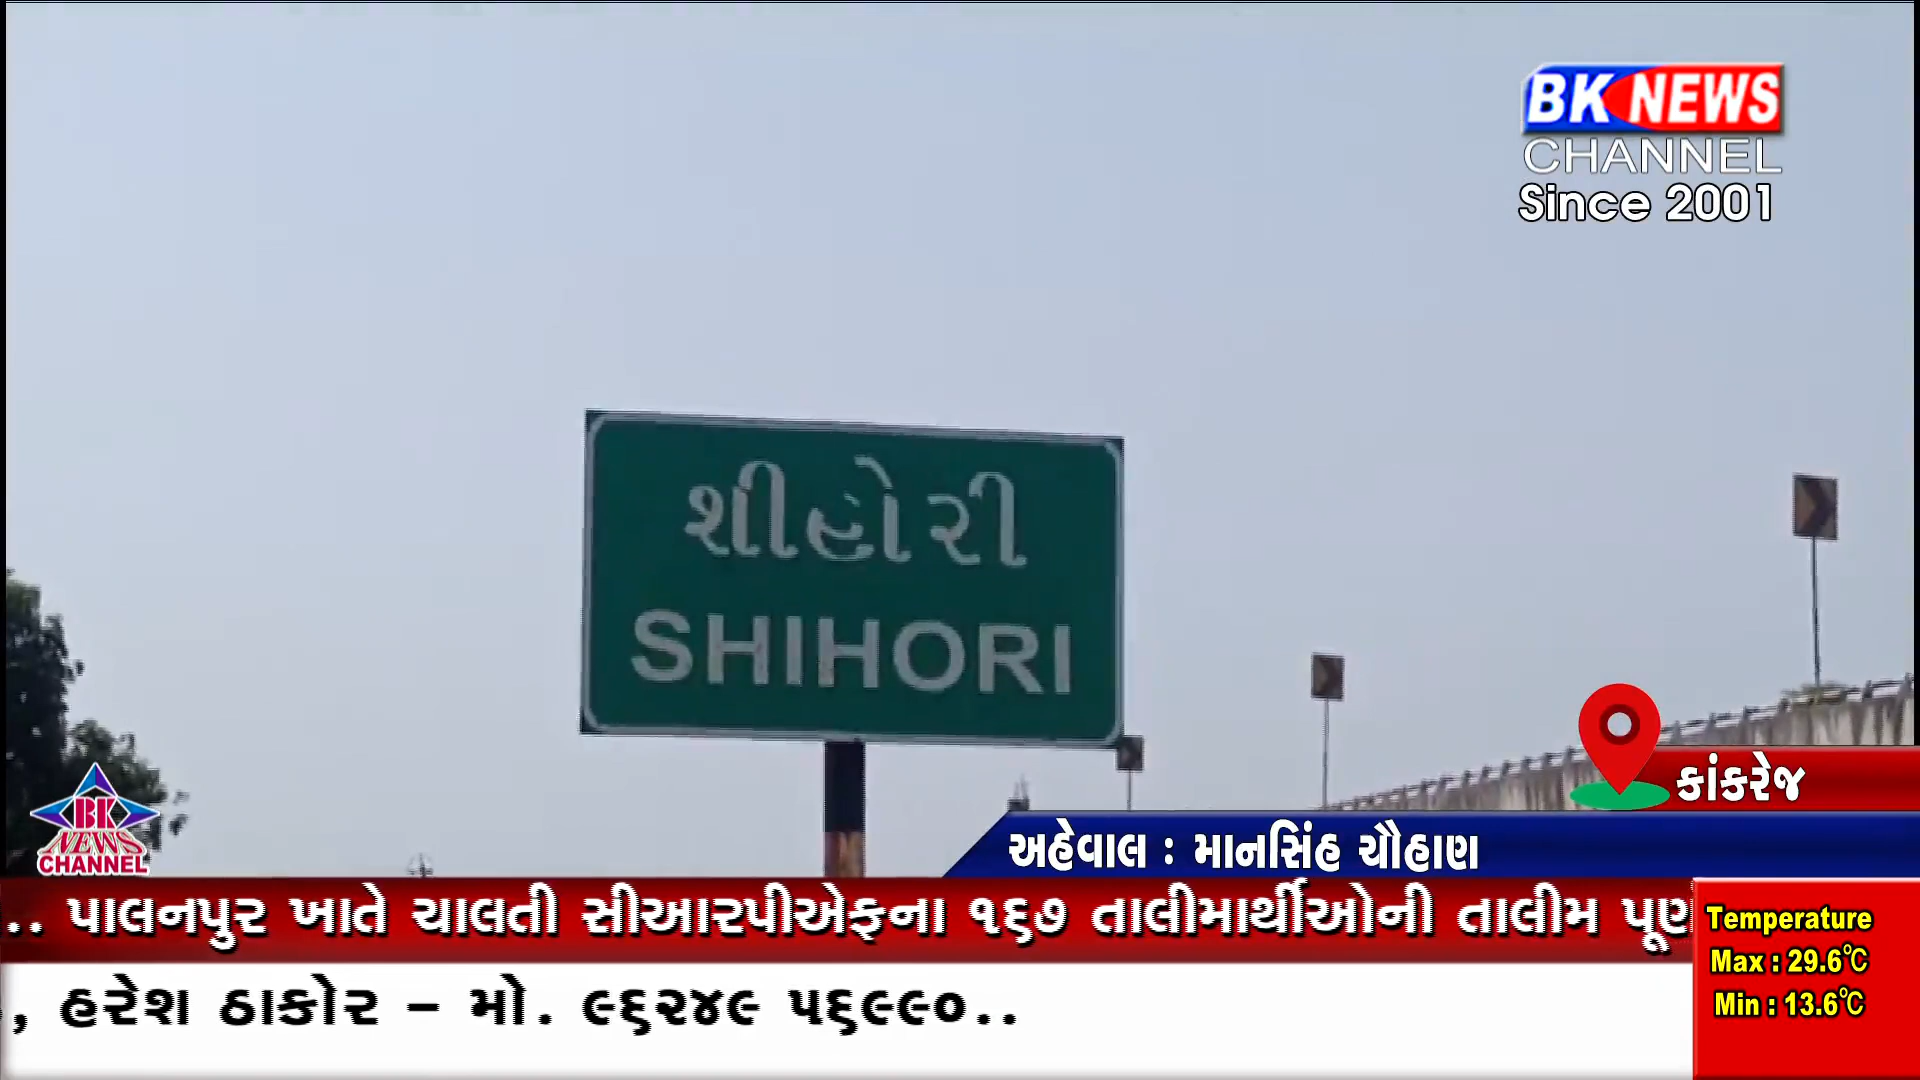 BK NEWS
CHANNEL
Since 2001
શીહોરી
SHIHORI
કાંકરેજ
અહેવાલ : માનસિંહ ચૌહાણ
BK
NEWS
CHANNEL
.. પાલનપુર ખાતે ચાલતી સીઆરપીએફના ૧૬૭ તાલીમાર્થીઓની તાલીમ પૂણ
, હરેશ ઠાકોર – મો. ૯૬૨૪૯ ૫૬૯૯૦..
Temperature
Max : 29.6℃
Min : 13.6℃